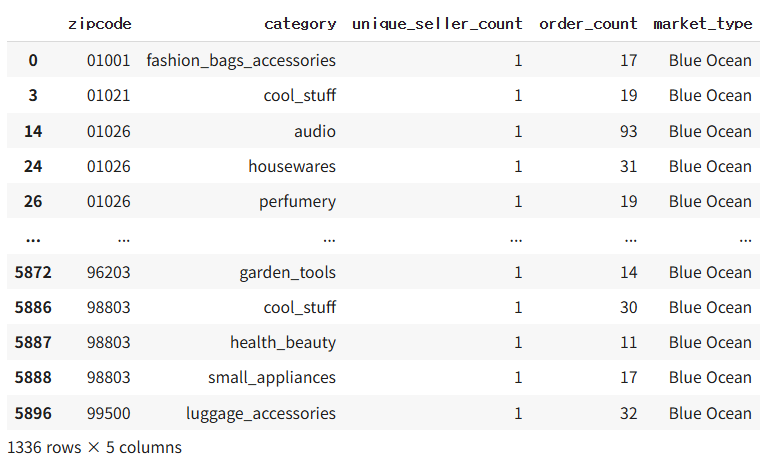 zipcode category unique_seller_count order_count market_type
0 01001 fashion_bags_accessories 1 17 Blue Ocean
3 01021 cool_stuff 1 19 Blue Ocean
14 01026 audio 1 93 Blue Ocean
24 01026 housewares 1 31 Blue Ocean
26 01026 perfumery 1 19 Blue Ocean
... ... ... ... ... ...
5872 96203 garden_tools 1 14 Blue Ocean
5886 98803 cool_stuff 1 30 Blue Ocean
5887 98803 health_beauty 1 11 Blue Ocean
5888 98803 small_appliances 1 17 Blue Ocean
5896 99500 luggage_accessories 1 32 Blue Ocean
1336 rows × 5 columns